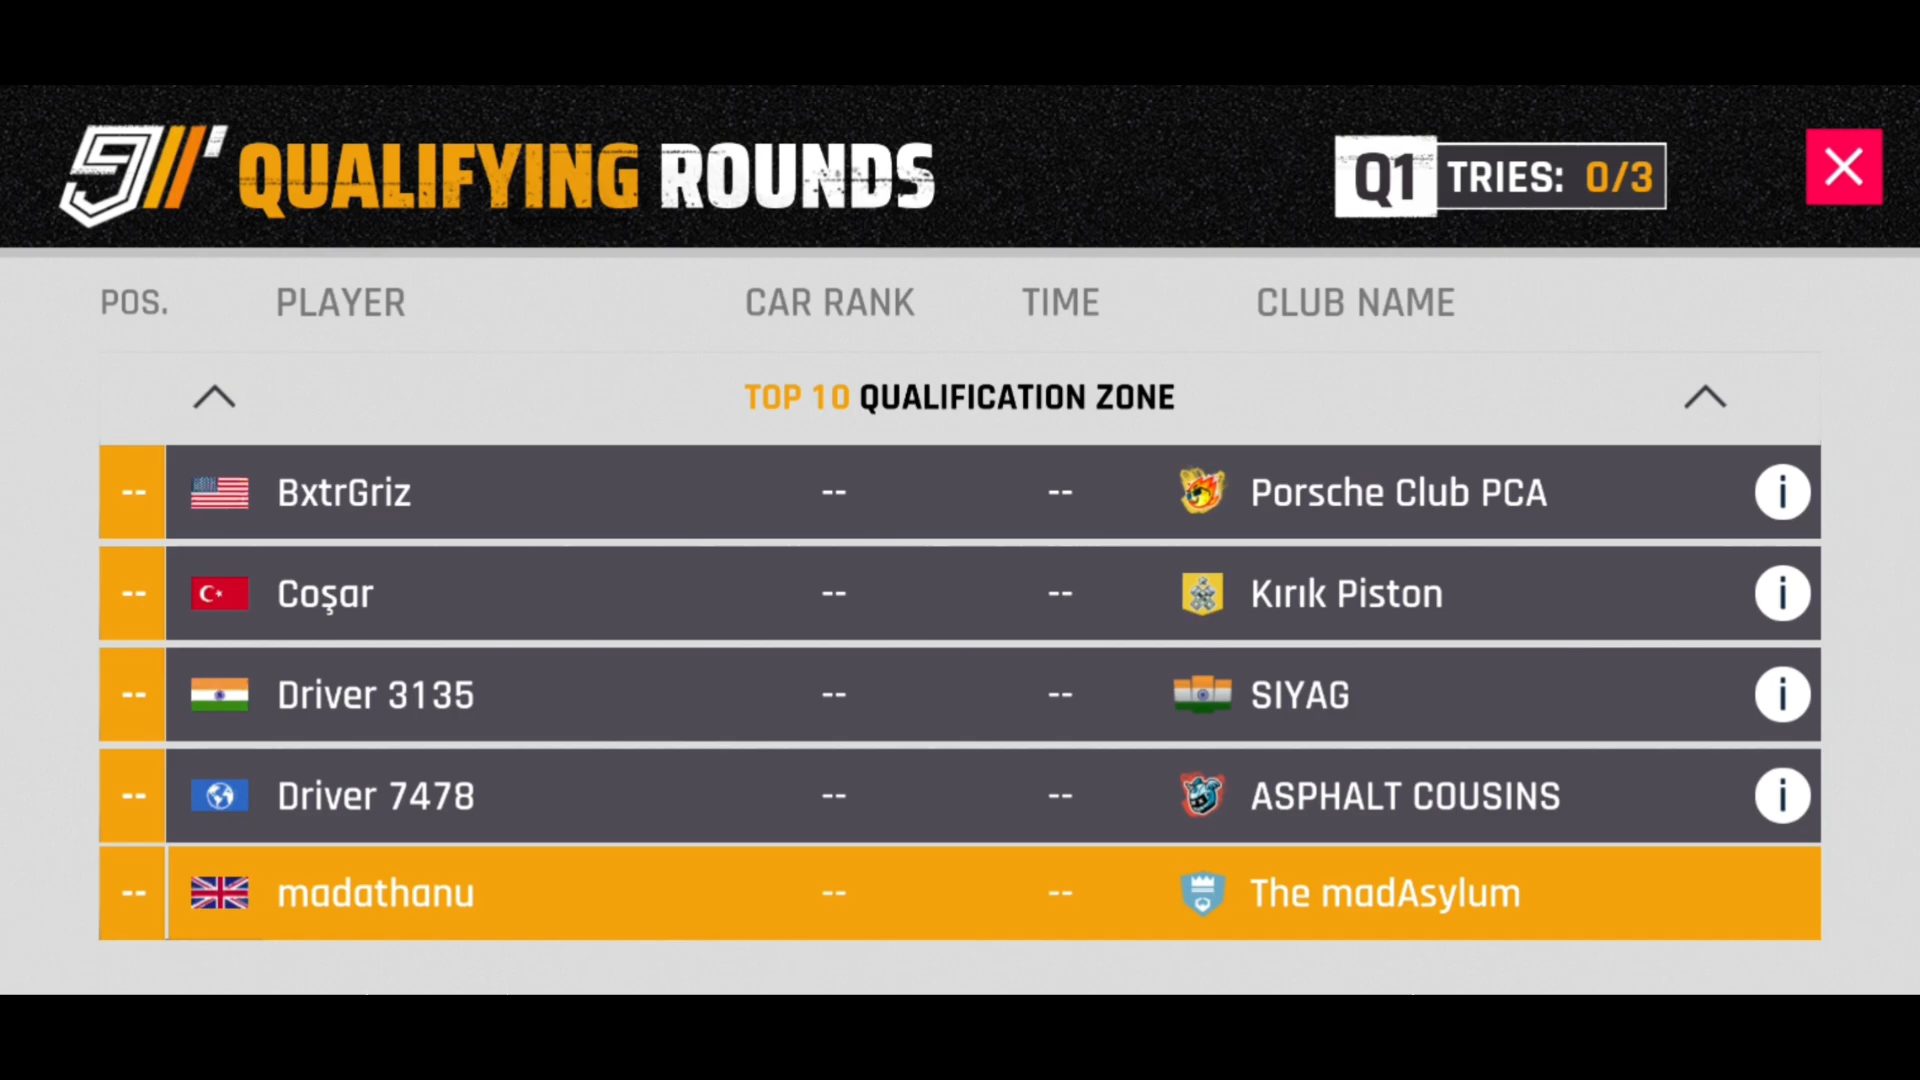 9 QUALIFYING ROUNDS
Q1 TRIES: 0/3
POS. PLAYER CAR RANK TIME CLUB NAME
TOP 10 QUALIFICATION ZONE
-- BxtrGriz -- -- Porsche Club PCA i
-- Coşar -- -- Kırık Piston i
-- Driver 3135 -- -- SIYAG i
-- Driver 7478 -- -- ASPHALT COUSINS i
-- madathanu -- -- The madAsylum